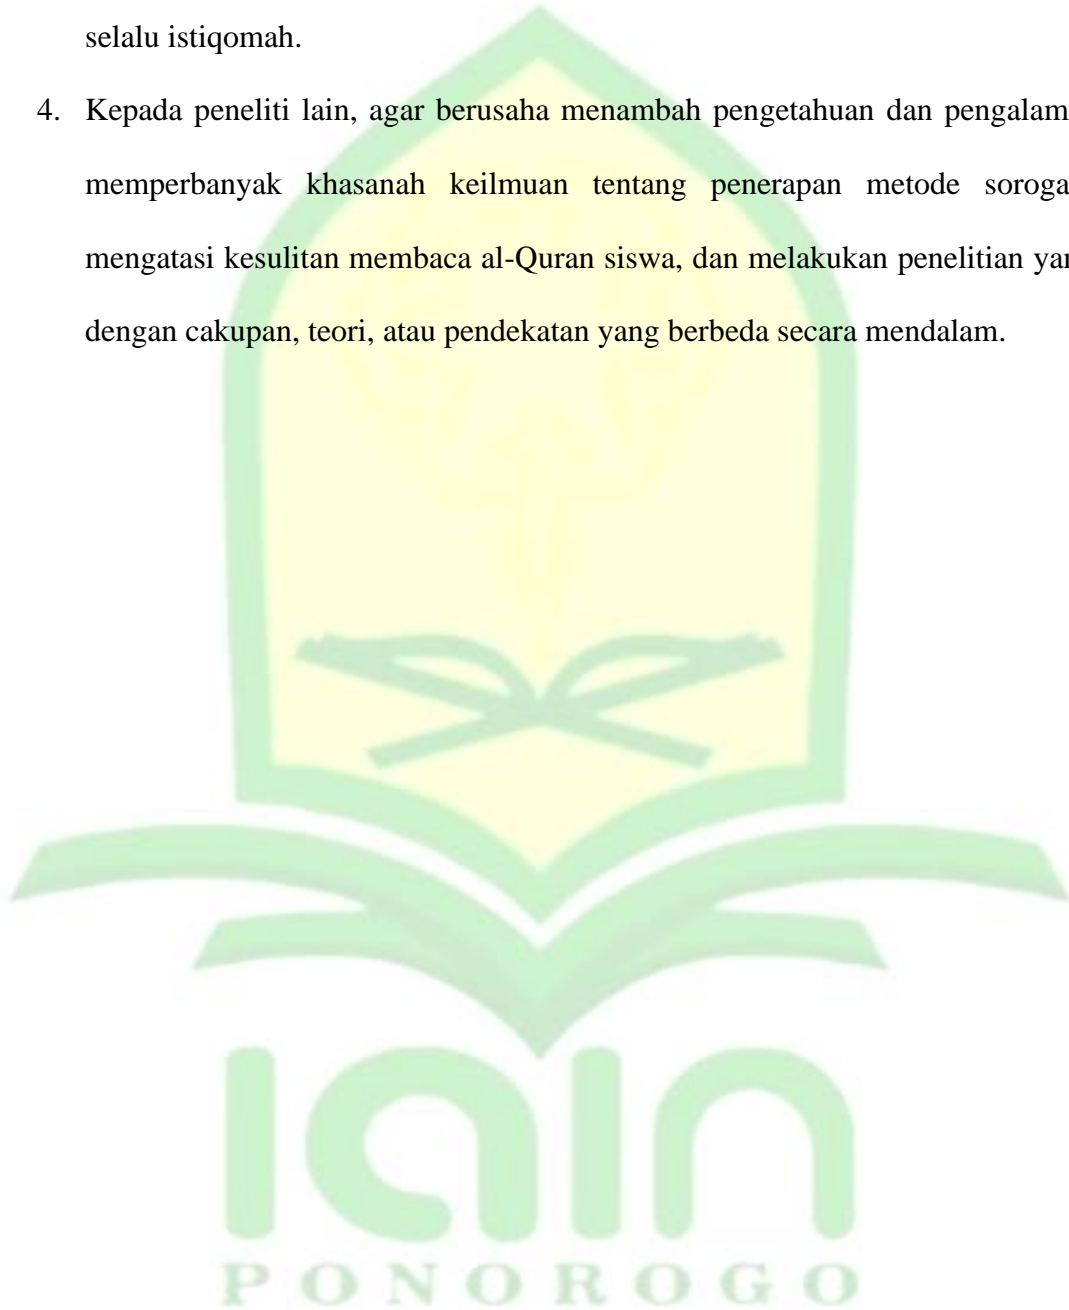 selalu istiqomah.
4. Kepada peneliti lain, agar berusaha menambah pengetahuan dan pengalam
memperbanyak khasanah keilmuan tentang penerapan metode soroga
mengatasi kesulitan membaca al-Quran siswa, dan melakukan penelitian yan
dengan cakupan, teori, atau pendekatan yang berbeda secara mendalam.
iain
PONOROGO